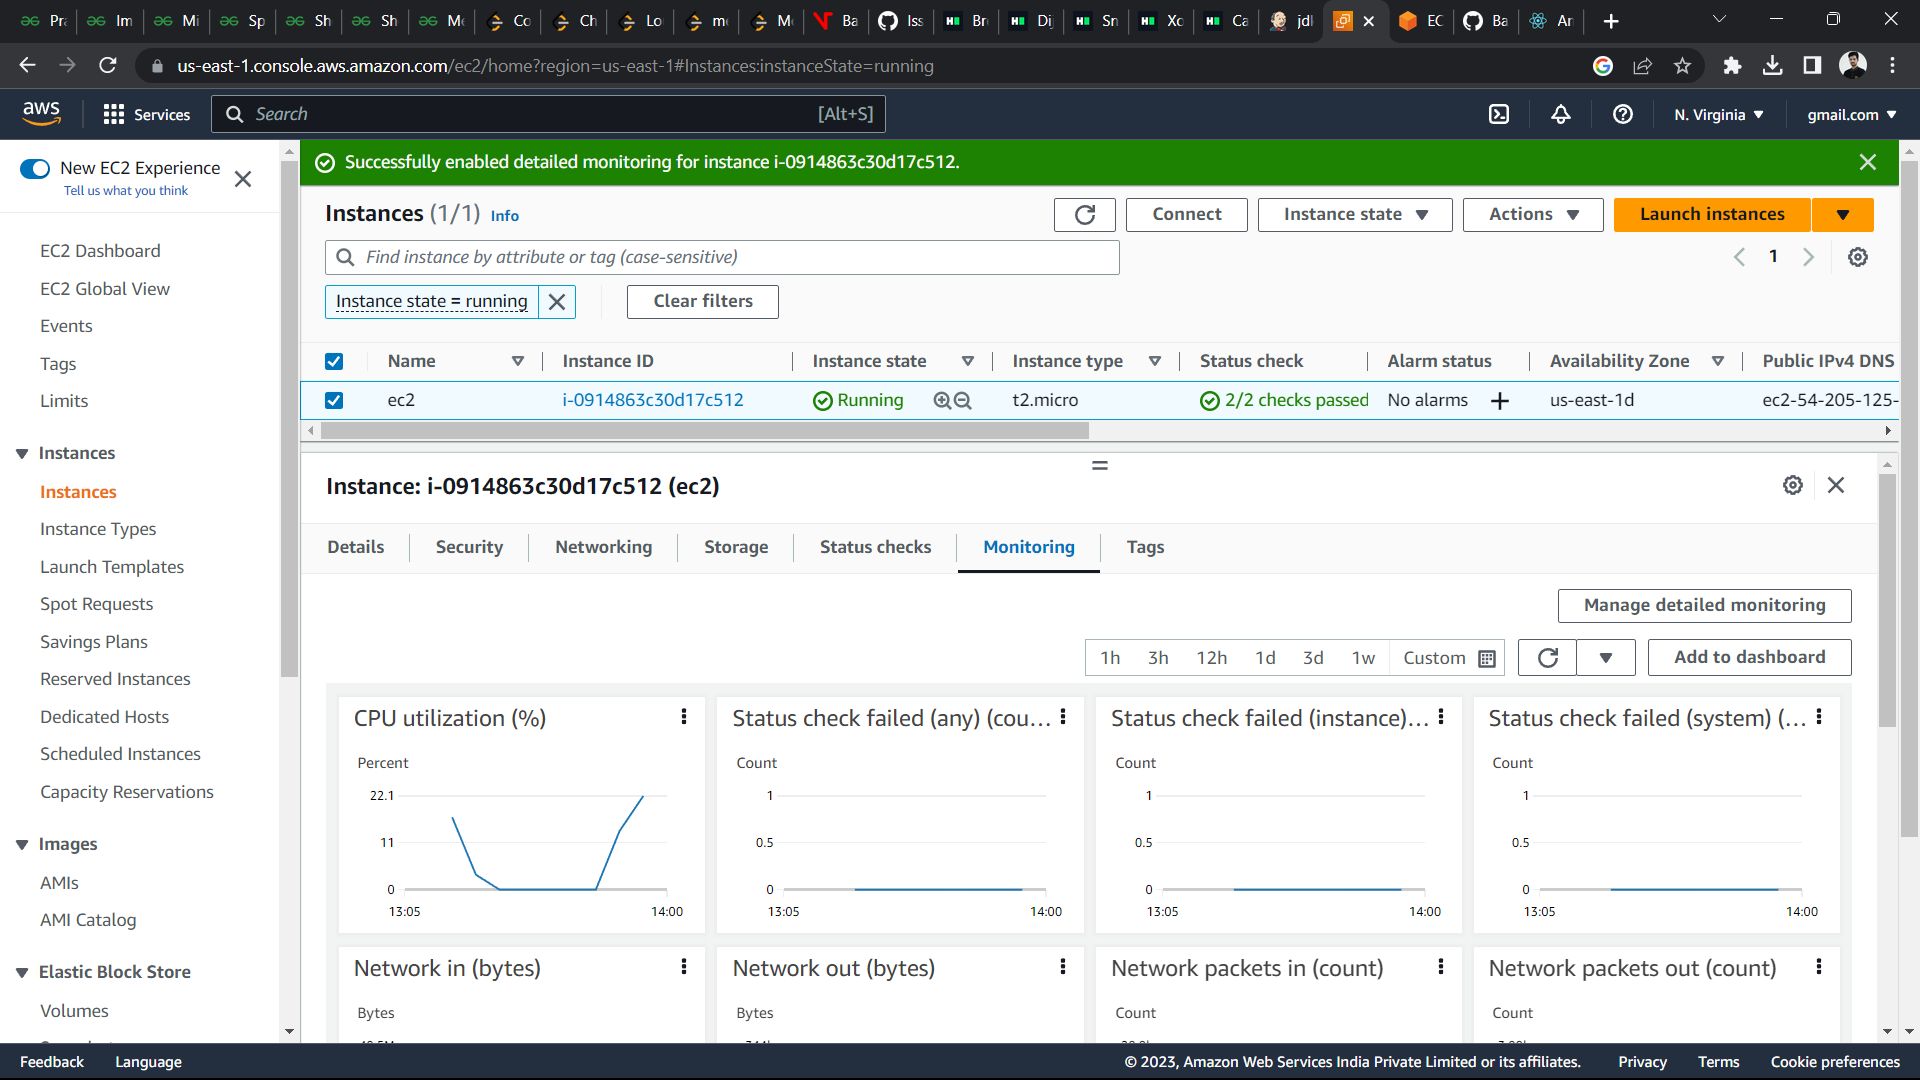 Pra
Im
Mi
Sp
Sh
Sh
Me
Co
Ch
Lo
me
Me
Ba
Iss
Bre
Di
Sn
Xo
Ca
jdk
EC
Ba
An
us-east-1.console.aws.amazon.com/ec2/home?region=us-east-1#Instances:instanceState=running
aws
Services
Search
[Alt+S]
N. Virginia
gmail.com
New EC2 Experience
Tell us what you think
EC2 Dashboard
EC2 Global View
Events
Tags
Limits
Instances
Instances
Instance Types
Launch Templates
Spot Requests
Savings Plans
Reserved Instances
Dedicated Hosts
Scheduled Instances
Capacity Reservations
Images
AMIs
AMI Catalog
Elastic Block Store
Volumes
Successfully enabled detailed monitoring for instance i-0914863c30d17c512.
Instances (1/1) Info
Connect
Instance state
Actions
Launch instances
Find instance by attribute or tag (case-sensitive)
1
Instance state = running
Clear filters
Name Instance ID Instance state Instance type Status check Alarm status Availability Zone Public IPv4 DNS
ec2 i-0914863c30d17c512 Running t2.micro 2/2 checks passed No alarms us-east-1d ec2-54-205-125-
Instance: i-0914863c30d17c512 (ec2)
Details Security Networking Storage Status checks Monitoring Tags
Manage detailed monitoring
1h 3h 12h 1d 3d 1w Custom
Add to dashboard
CPU utilization (%)
Percent
22.1
11
0
13:05 14:00
Status check failed (any) (cou...
Count
1
0.5
0
13:05 14:00
Status check failed (instance)...
Count
1
0.5
0
13:05 14:00
Status check failed (system) (...
Count
1
0.5
0
13:05 14:00
Network in (bytes)
Bytes
Network out (bytes)
Bytes
Network packets in (count)
Count
Network packets out (count)
Count
Feedback Language
© 2023, Amazon Web Services India Private Limited or its affiliates. Privacy Terms Cookie preferences